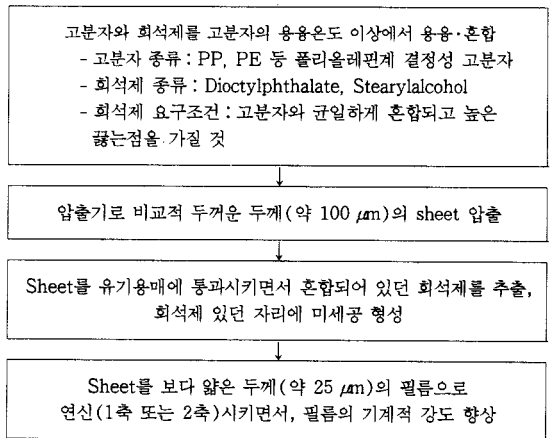 고분자와 희석제를 고분자의 용융온도 이상에서 용융·혼합
- 고분자 종류 : PP, PE 등 폴리올레핀계 결정성 고분자
- 희석제 종류 : Dioctylphthalate, Stearylalcohol
- 희석제 요구조건 : 고분자와 균일하게 혼합되고 높은
끓는점을 가질 것
압출기로 비교적 두꺼운 두께(약 100 μm)의 sheet 압출
Sheet를 유기용매에 통과시키면서 혼합되어 있던 희석제를 추출,
희석제 있던 자리에 미세공 형성
Sheet를 보다 얇은 두께(약 25 μm)의 필름으로
연신(1축 또는 2축)시키면서, 필름의 기계적 강도 향상